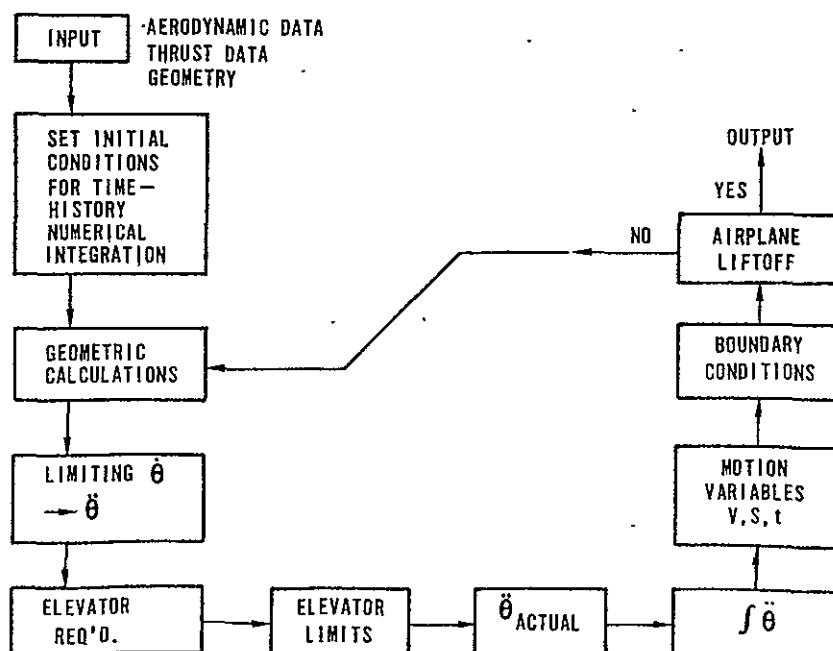 INPUT
AERODYNAMIC DATA
THRUST DATA
GEOMETRY
SET INITIAL
CONDITIONS
FOR TIME—
HISTORY
NUMERICAL
INTEGRATION
GEOMETRIC
CALCULATIONS
LIMITING θ̇
→ θ̈
ELEVATOR
REQ'D.
ELEVATOR
LIMITS
θ̈ ACTUAL
∫ θ̈
MOTION
VARIABLES
V, S, t
BOUNDARY
CONDITIONS
AIRPLANE
LIFTOFF
NO
YES
OUTPUT